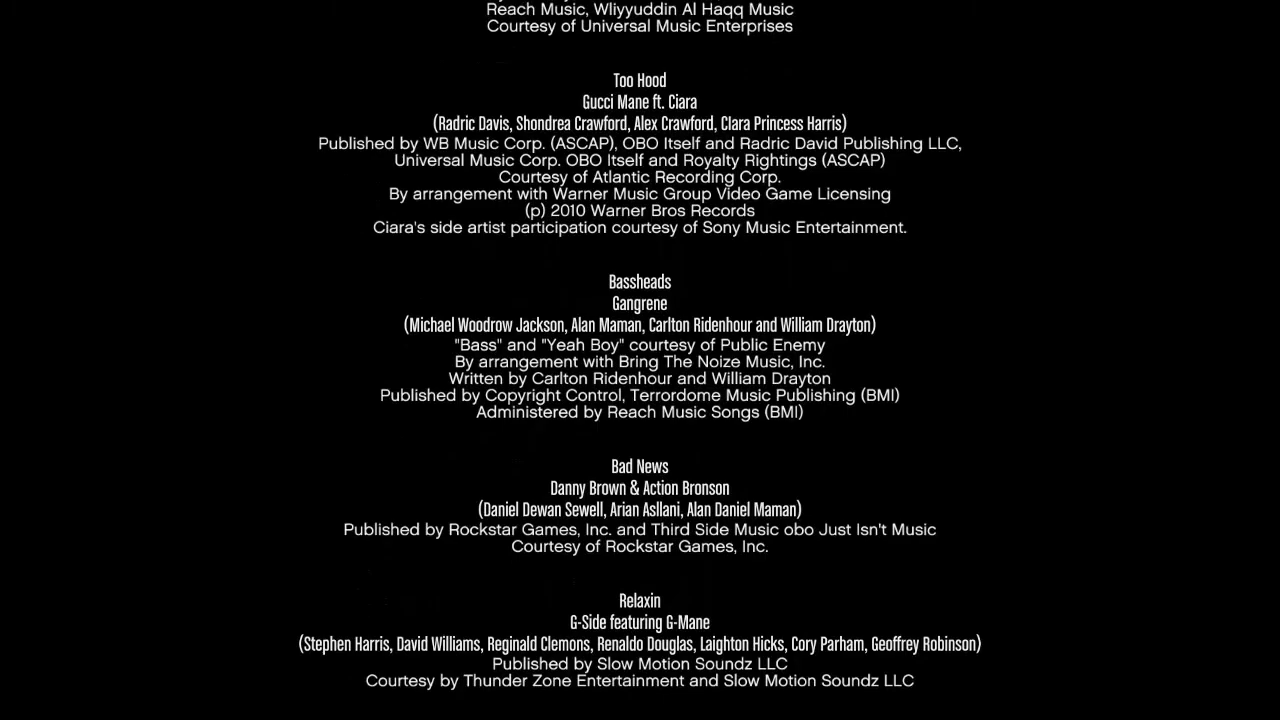 Reach Music, Wliyyuddin Al Haqq Music
Courtesy of Universal Music Enterprises
Too Hood
Gucci Mane ft. Ciara
(Radric Davis, Shondrea Crawford, Alex Crawford, CIara Princess Harris)
Published by WB Music Corp. (ASCAP), OBO Itself and Radric David Publishing LLC,
Universal Music Corp. OBO Itself and Royalty Rightings (ASCAP)
Courtesy of Atlantic Recording Corp.
By arrangement with Warner Music Group Video Game Licensing
(p) 2010 Warner Bros Records
Ciara's side artist participation courtesy of Sony Music Entertainment.
Bassheads
Gangrene
(Michael Woodrow Jackson, Alan Maman, Carlton Ridenhour and William Drayton)
"Bass" and "Yeah Boy" courtesy of Public Enemy
By arrangement with Bring The Noize Music, Inc.
Written by Carlton Ridenhour and William Drayton
Published by Copyright Control, Terrordome Music Publishing (BMI)
Administered by Reach Music Songs (BMI)
Bad News
Danny Brown & Action Bronson
(Daniel Dewan Sewell, Arian Asllani, Alan Daniel Maman)
Published by Rockstar Games, Inc. and Third Side Music obo Just Isn't Music
Courtesy of Rockstar Games, Inc.
Relaxin
G-Side featuring G-Mane
(Stephen Harris, David Williams, Reginald Clemons, Renaldo Douglas, Laighton Hicks, Cory Parham, Geoffrey Robinson)
Published by Slow Motion Soundz LLC
Courtesy by Thunder Zone Entertainment and Slow Motion Soundz LLC